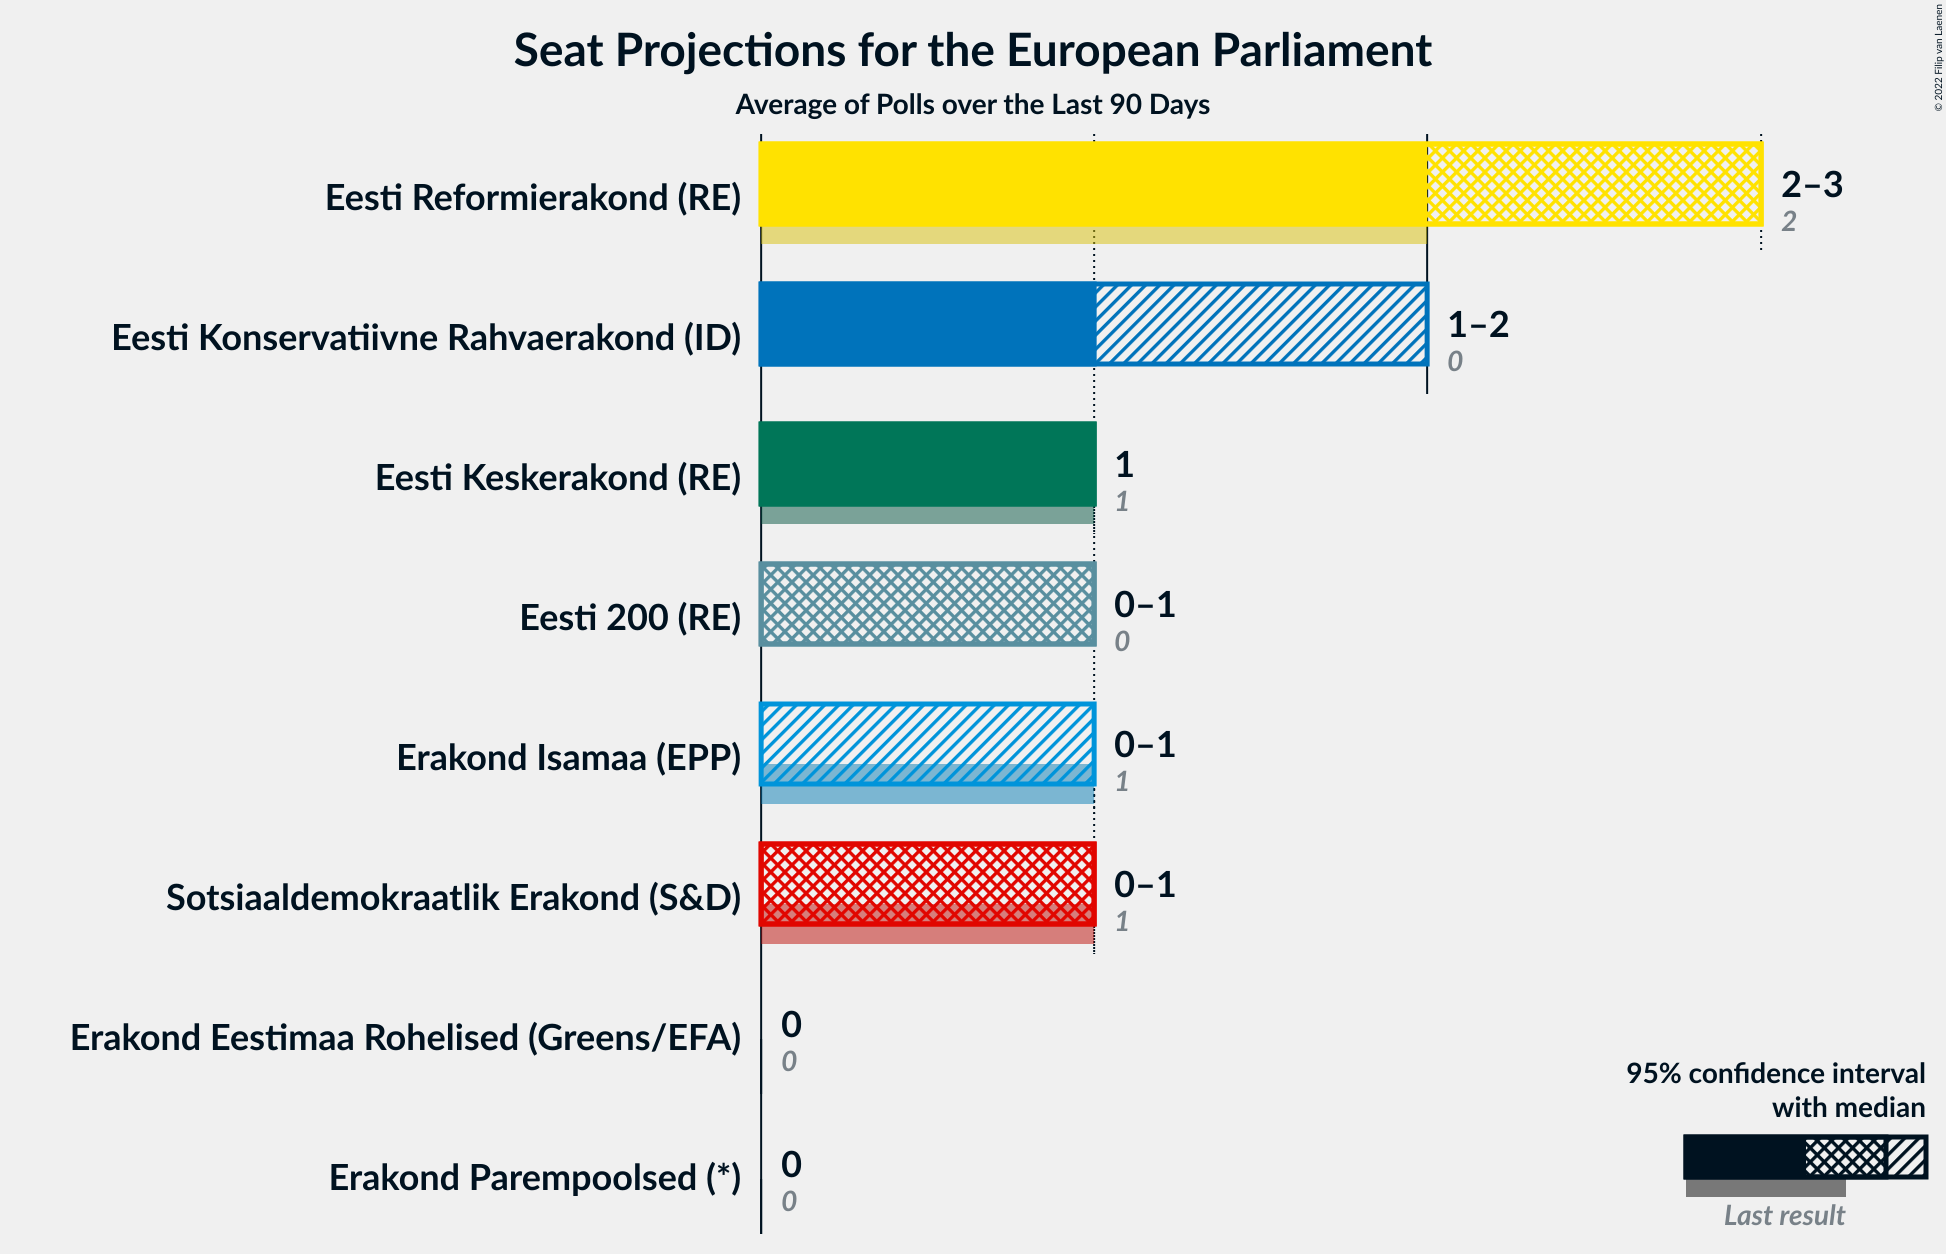 Seat Projections for the European Parliament
Average of Polls over the Last 90 Days
© 2022 Filip van Laenen
Eesti Reformierakond (RE)
2–3
2
Eesti Konservatiivne Rahvaerakond (ID)
1–2
0
Eesti Keskerakond (RE)
1
1
Eesti 200 (RE)
0–1
0
Erakond Isamaa (EPP)
0–1
1
Sotsiaaldemokraatlik Erakond (S&D)
0–1
1
Erakond Eestimaa Rohelised (Greens/EFA)
0
0
Erakond Parempoolsed (*)
0
0
95% confidence interval
with median
Last result